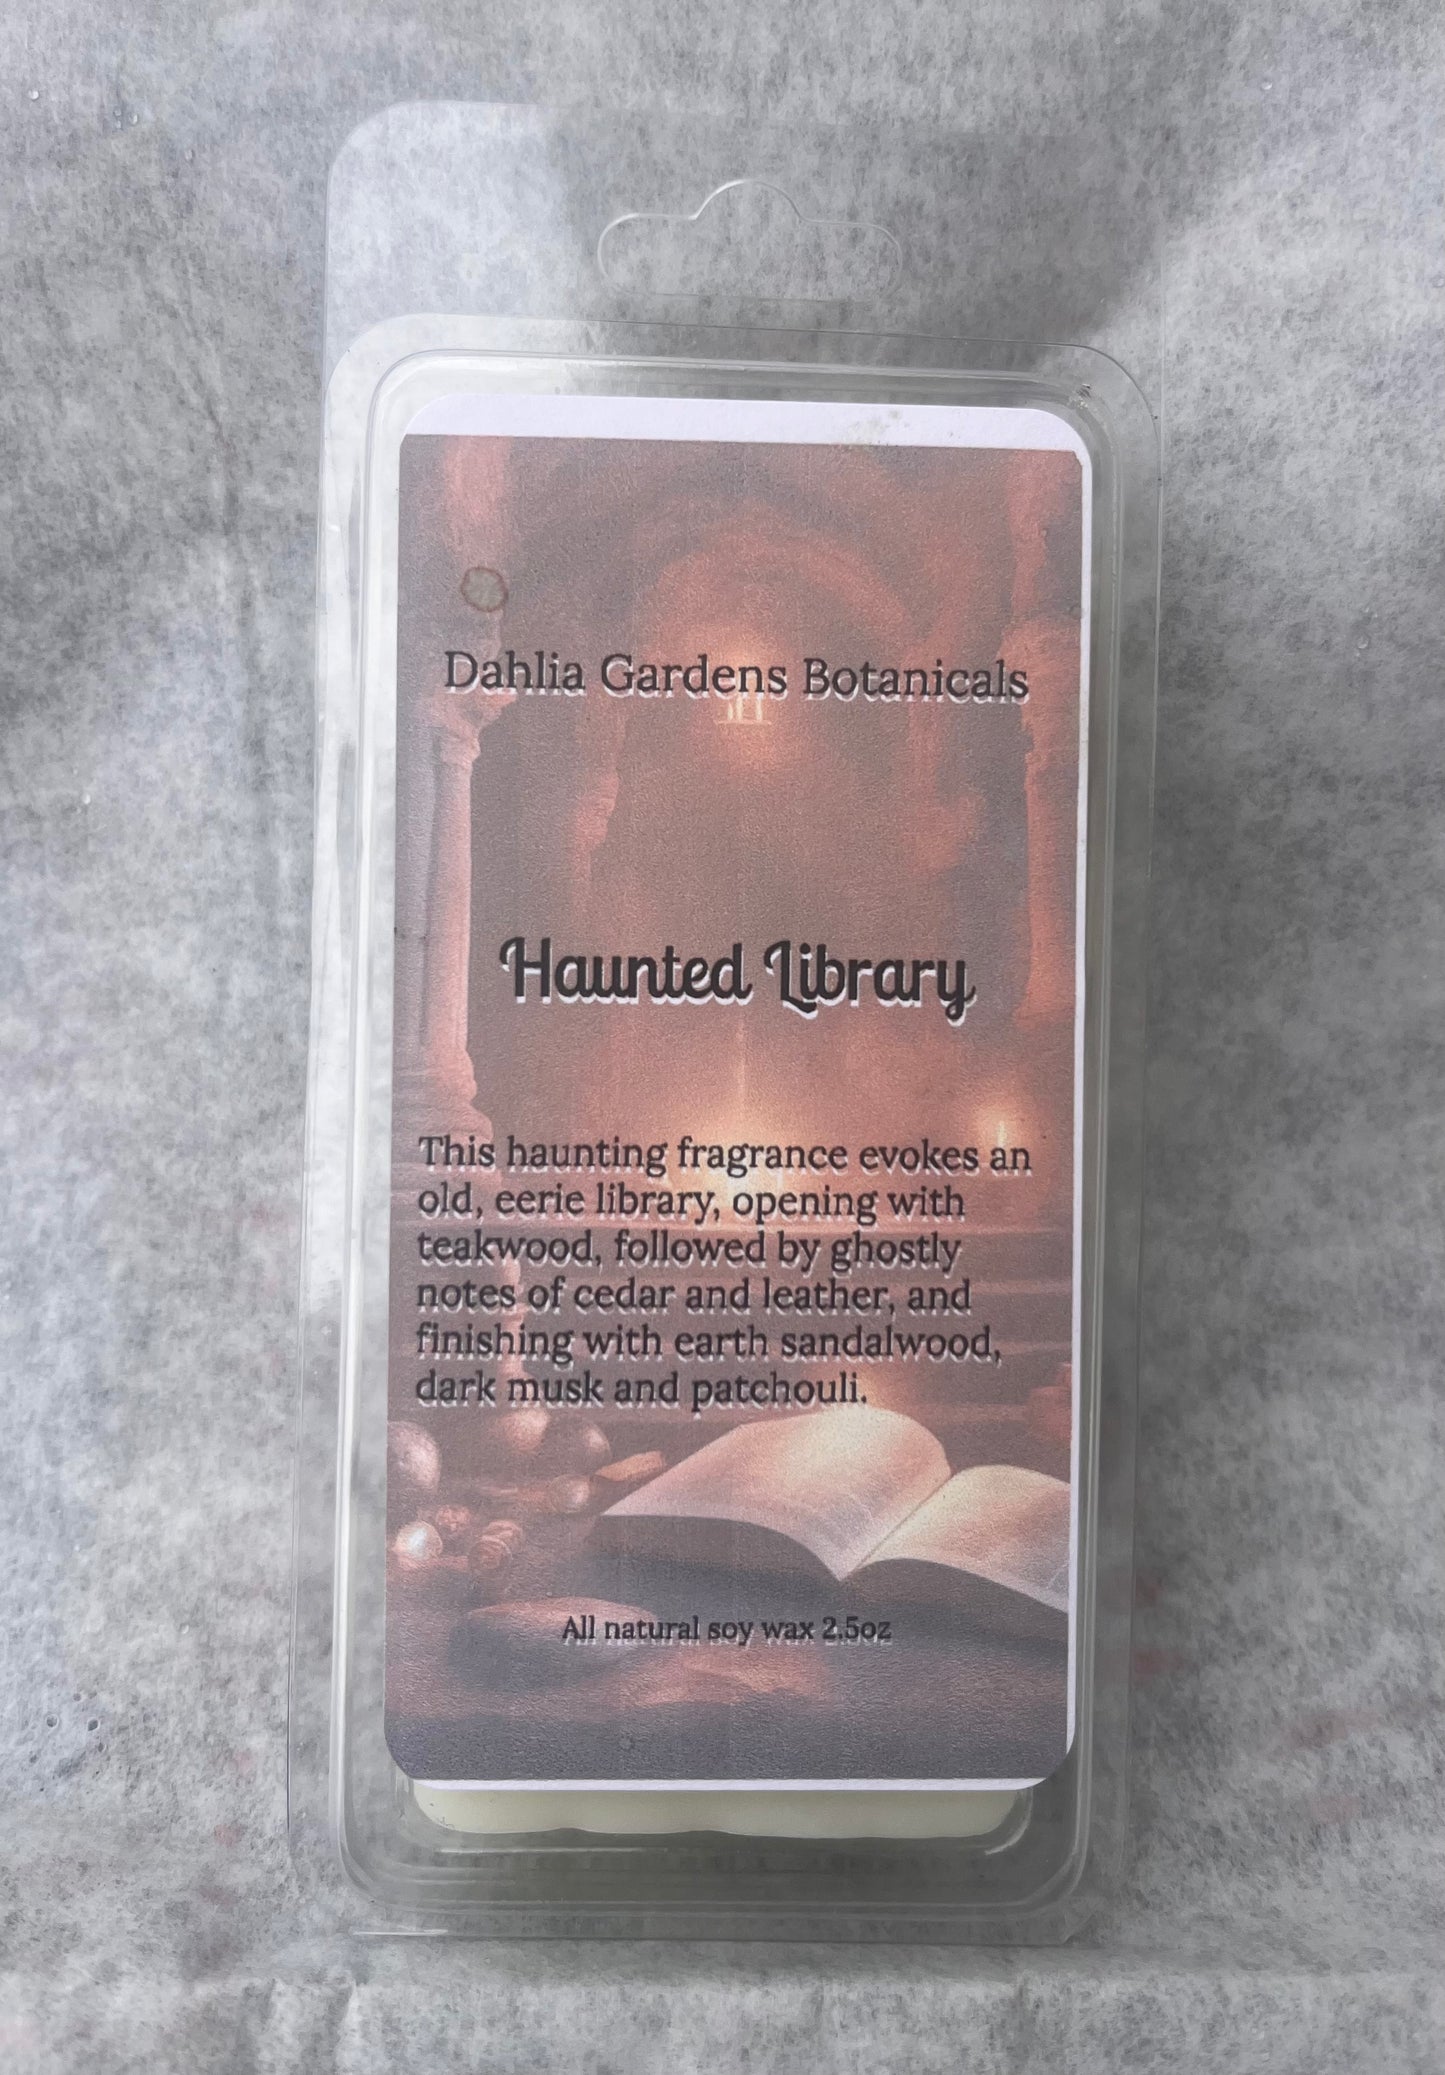 Dahlia Gardens Botanicals
Haunted Library
This haunting fragrance evokes an
old, eerie library, opening with
teakwood, followed by ghostly
notes of cedar and leather, and
finishing with earth sandalwood,
dark musk and patchouli.
All natural soy wax 2.5oz